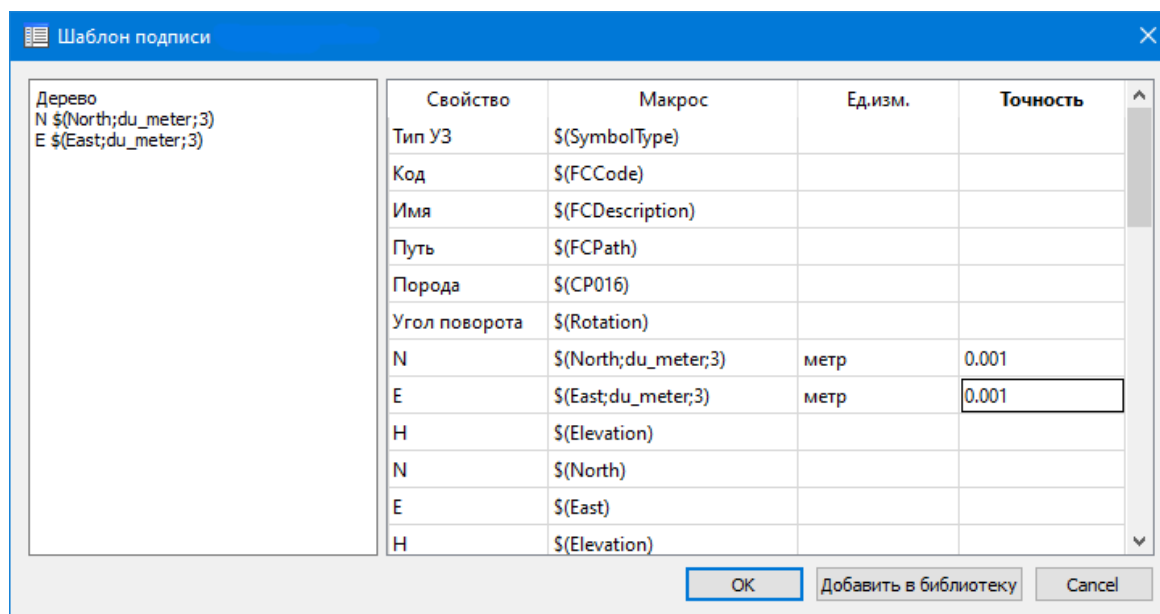 Шаблон подписи
Дерево
N $(North;du_meter;3)
E $(East;du_meter;3)
Свойство Макрос Ед.изм. Точность
Тип УЗ $(SymbolType)
Код $(FCCode)
Имя $(FCDescription)
Путь $(FCPath)
Порода $(CP016)
Угол поворота $(Rotation)
N $(North;du_meter;3) метр 0.001
E $(East;du_meter;3) метр 0.001
H $(Elevation)
N $(North)
E $(East)
H $(Elevation)
OK Добавить в библиотеку Cancel